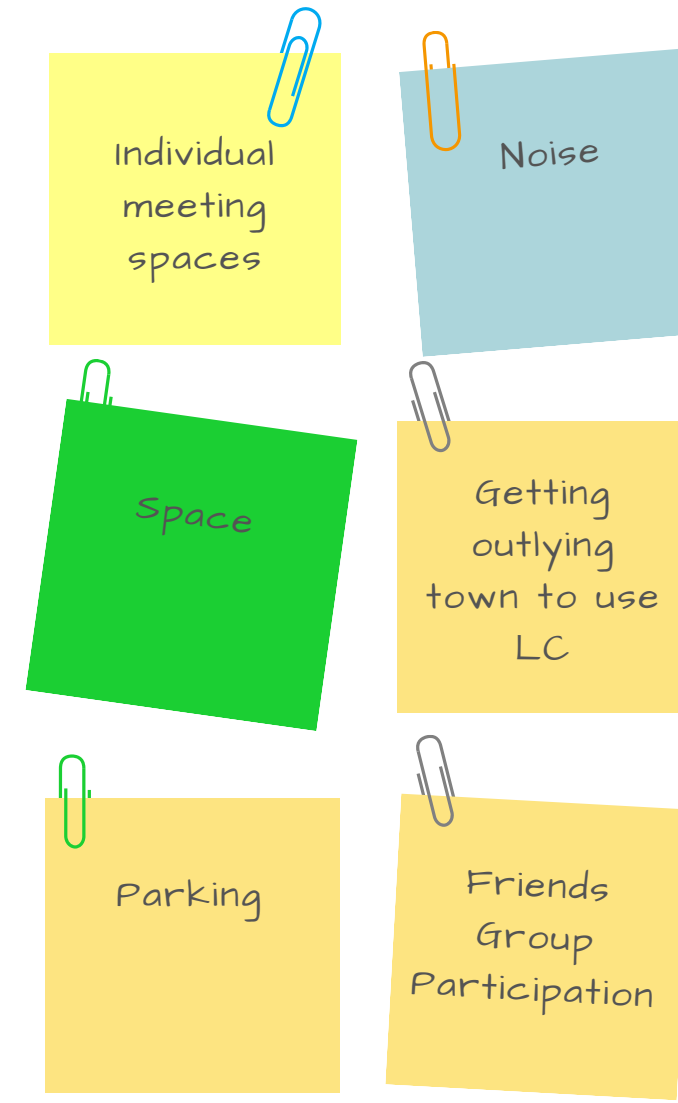 Individual
meeting
spaces
Noise
Space
Getting
outlying
town to use
LC
Parking
Friends
Group
Participation